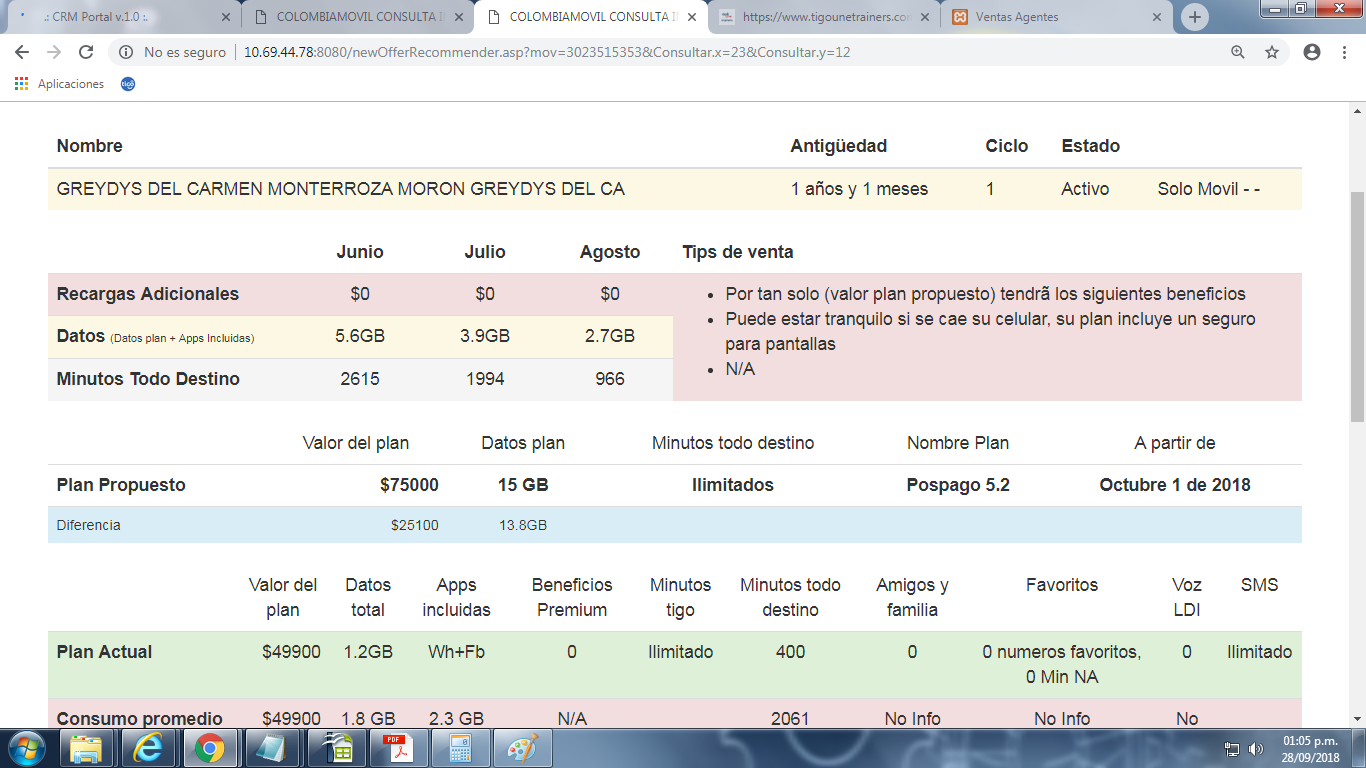 .: CRM Portal v.1.0 :.
COLOMBIAMOVIL CONSULTA I
COLOMBIAMOVIL CONSULTA I
https://www.tigounetrainers.co
Ventas Agentes
No es seguro 10.69.44.78:8080/newOfferRecommender.asp?mov=3023515353&Consultar.x=23&Consultar.y=12
Aplicaciones
Nombre Antigüedad Ciclo Estado
GREYDYS DEL CARMEN MONTERROZA MORON GREYDYS DEL CA 1 años y 1 meses 1 Activo Solo Movil - -
Junio Julio Agosto Tips de venta
Recargas Adicionales $0 $0 $0
Datos (Datos plan + Apps Incluidas) 5.6GB 3.9GB 2.7GB
Minutos Todo Destino 2615 1994 966
• Por tan solo (valor plan propuesto) tendrã los siguientes beneficios
• Puede estar tranquilo si se cae su celular, su plan incluye un seguro
para pantallas
• N/A
Valor del plan Datos plan Minutos todo destino Nombre Plan A partir de
Plan Propuesto $75000 15 GB Ilimitados Pospago 5.2 Octubre 1 de 2018
Diferencia $25100 13.8GB
Valor del Datos Apps Beneficios Minutos Minutos todo Amigos y Favoritos Voz SMS
plan total incluidas Premium tigo destino familia LDI
Plan Actual $49900 1.2GB Wh+Fb 0 Ilimitado 400 0 0 numeros favoritos, 0 Ilimitado
0 Min NA
Consumo promedio $49900 1.8 GB 2.3 GB N/A 2061 No Info No Info No
01:05 p.m.
28/09/2018